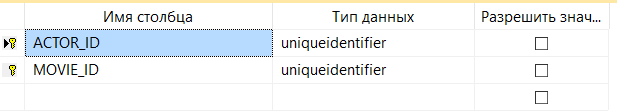 Имя столбца Тип данных Разрешить знач...
ACTOR_ID uniqueidentifier
MOVIE_ID uniqueidentifier